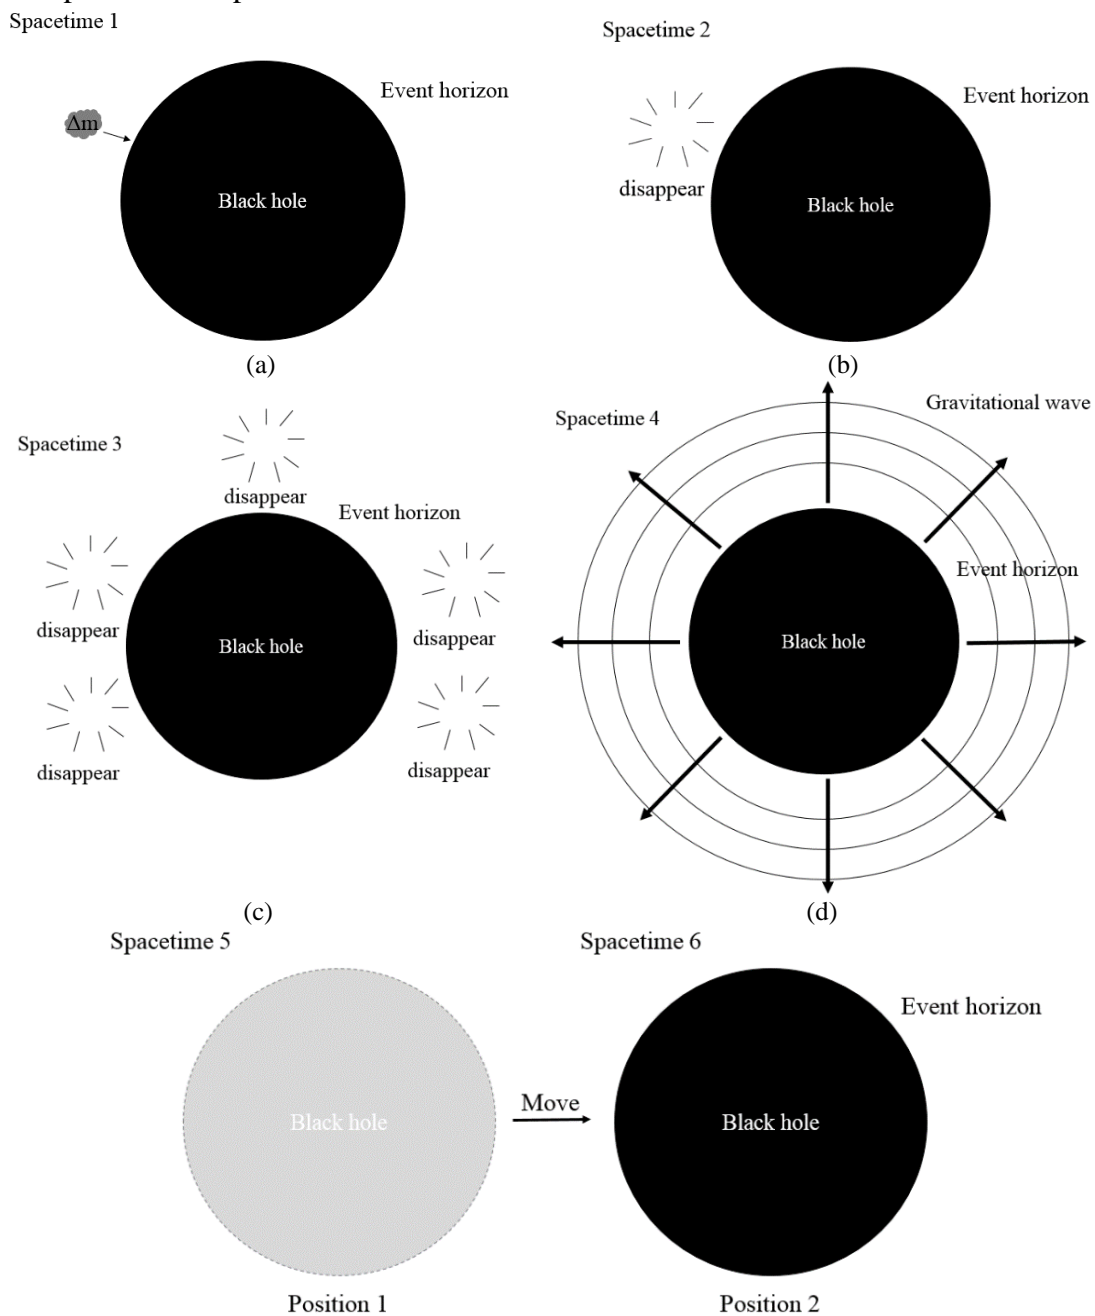 Spacetime 1
Spacetime 2
Event horizon
Event horizon
Δm
Black hole
disappear
Black hole
(a)
(b)
Spacetime 3
disappear
Event horizon
disappear
disappear
Black hole
disappear
disappear
Spacetime 4
Gravitational wave
Event horizon
Black hole
(c)
(d)
Spacetime 5
Spacetime 6
Event horizon
Black hole
Move
Black hole
Position 1
Position 2